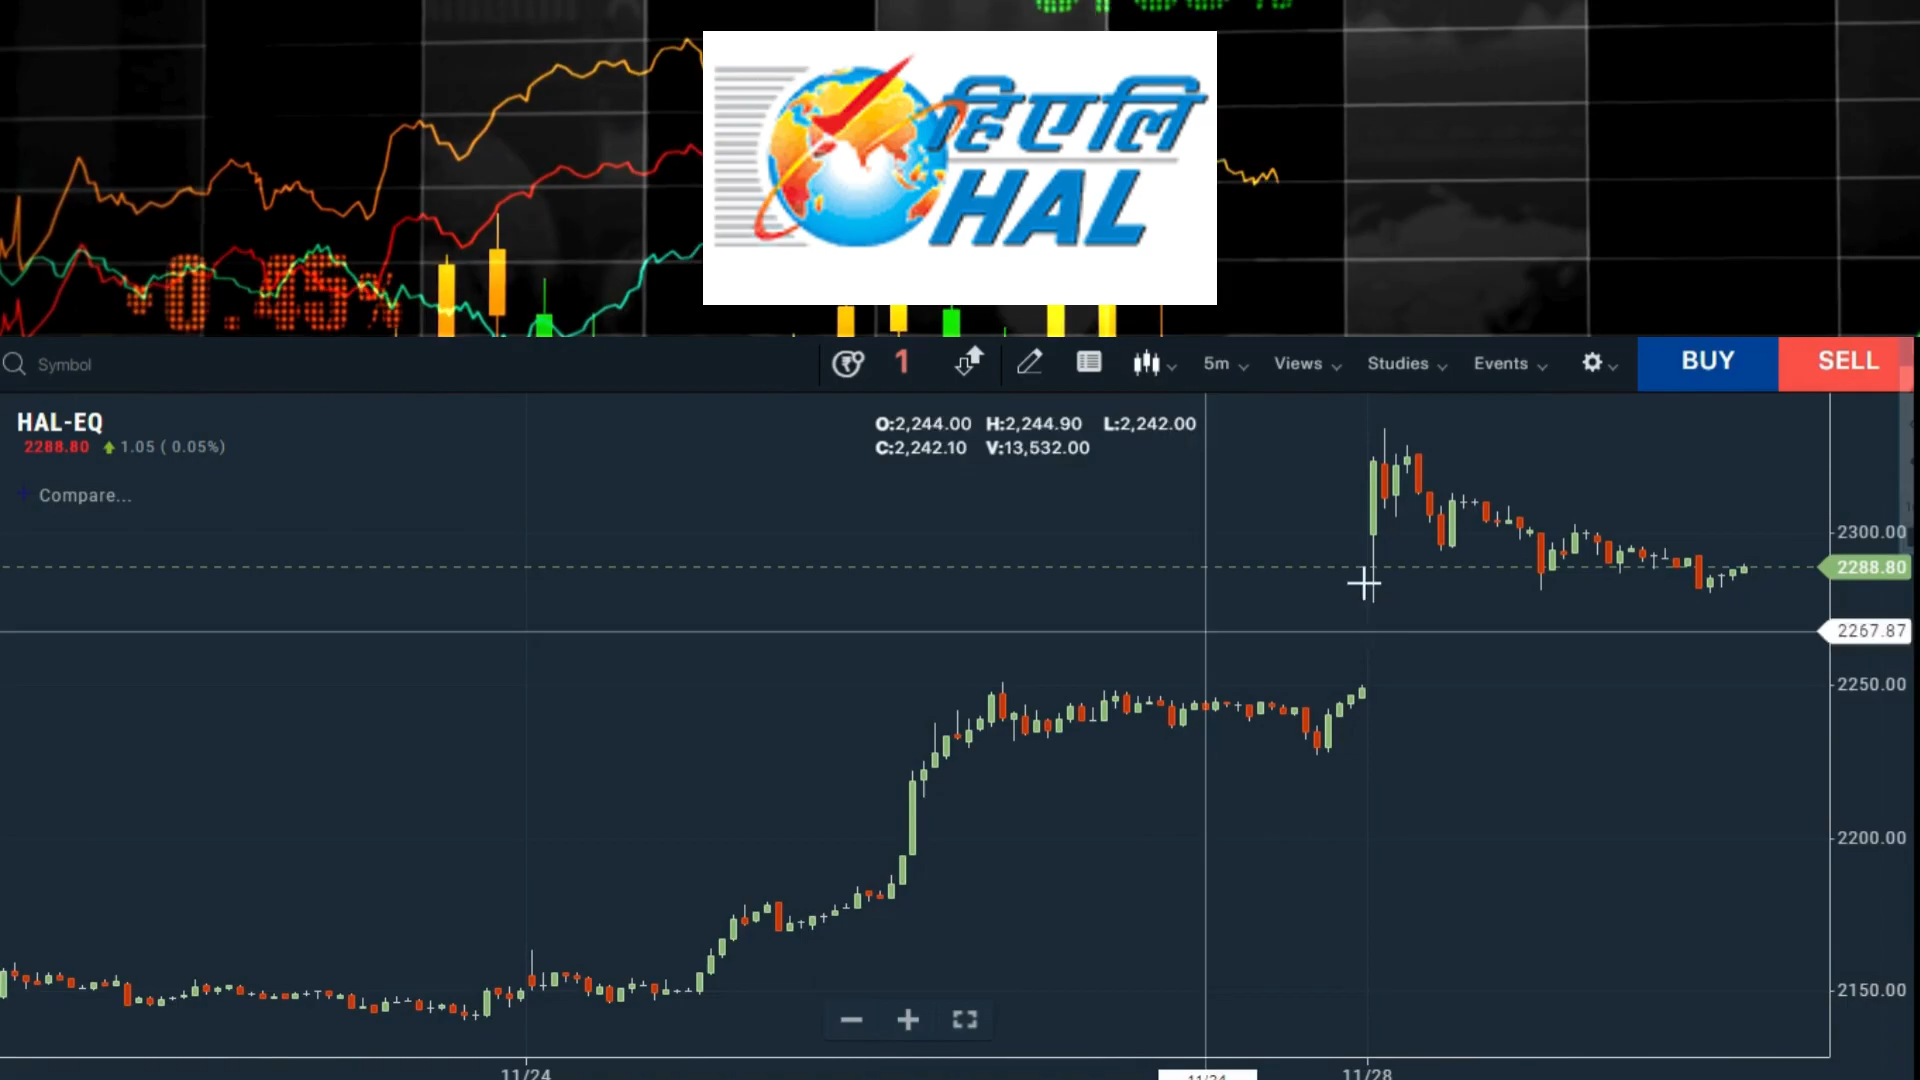 हिएलि
HAL
0.45%
Symbol
1
5m
Views
Studies
Events
BUY
SELL
HAL-EQ
O:2,244.00 H:2,244.90 L:2,242.00
2288.80 1.05 ( 0.05%)
C:2,242.10 V:13,532.00
Compare...
2300.00
2288.80
2267.87
2250.00
2200.00
2150.00
11/24
11/28